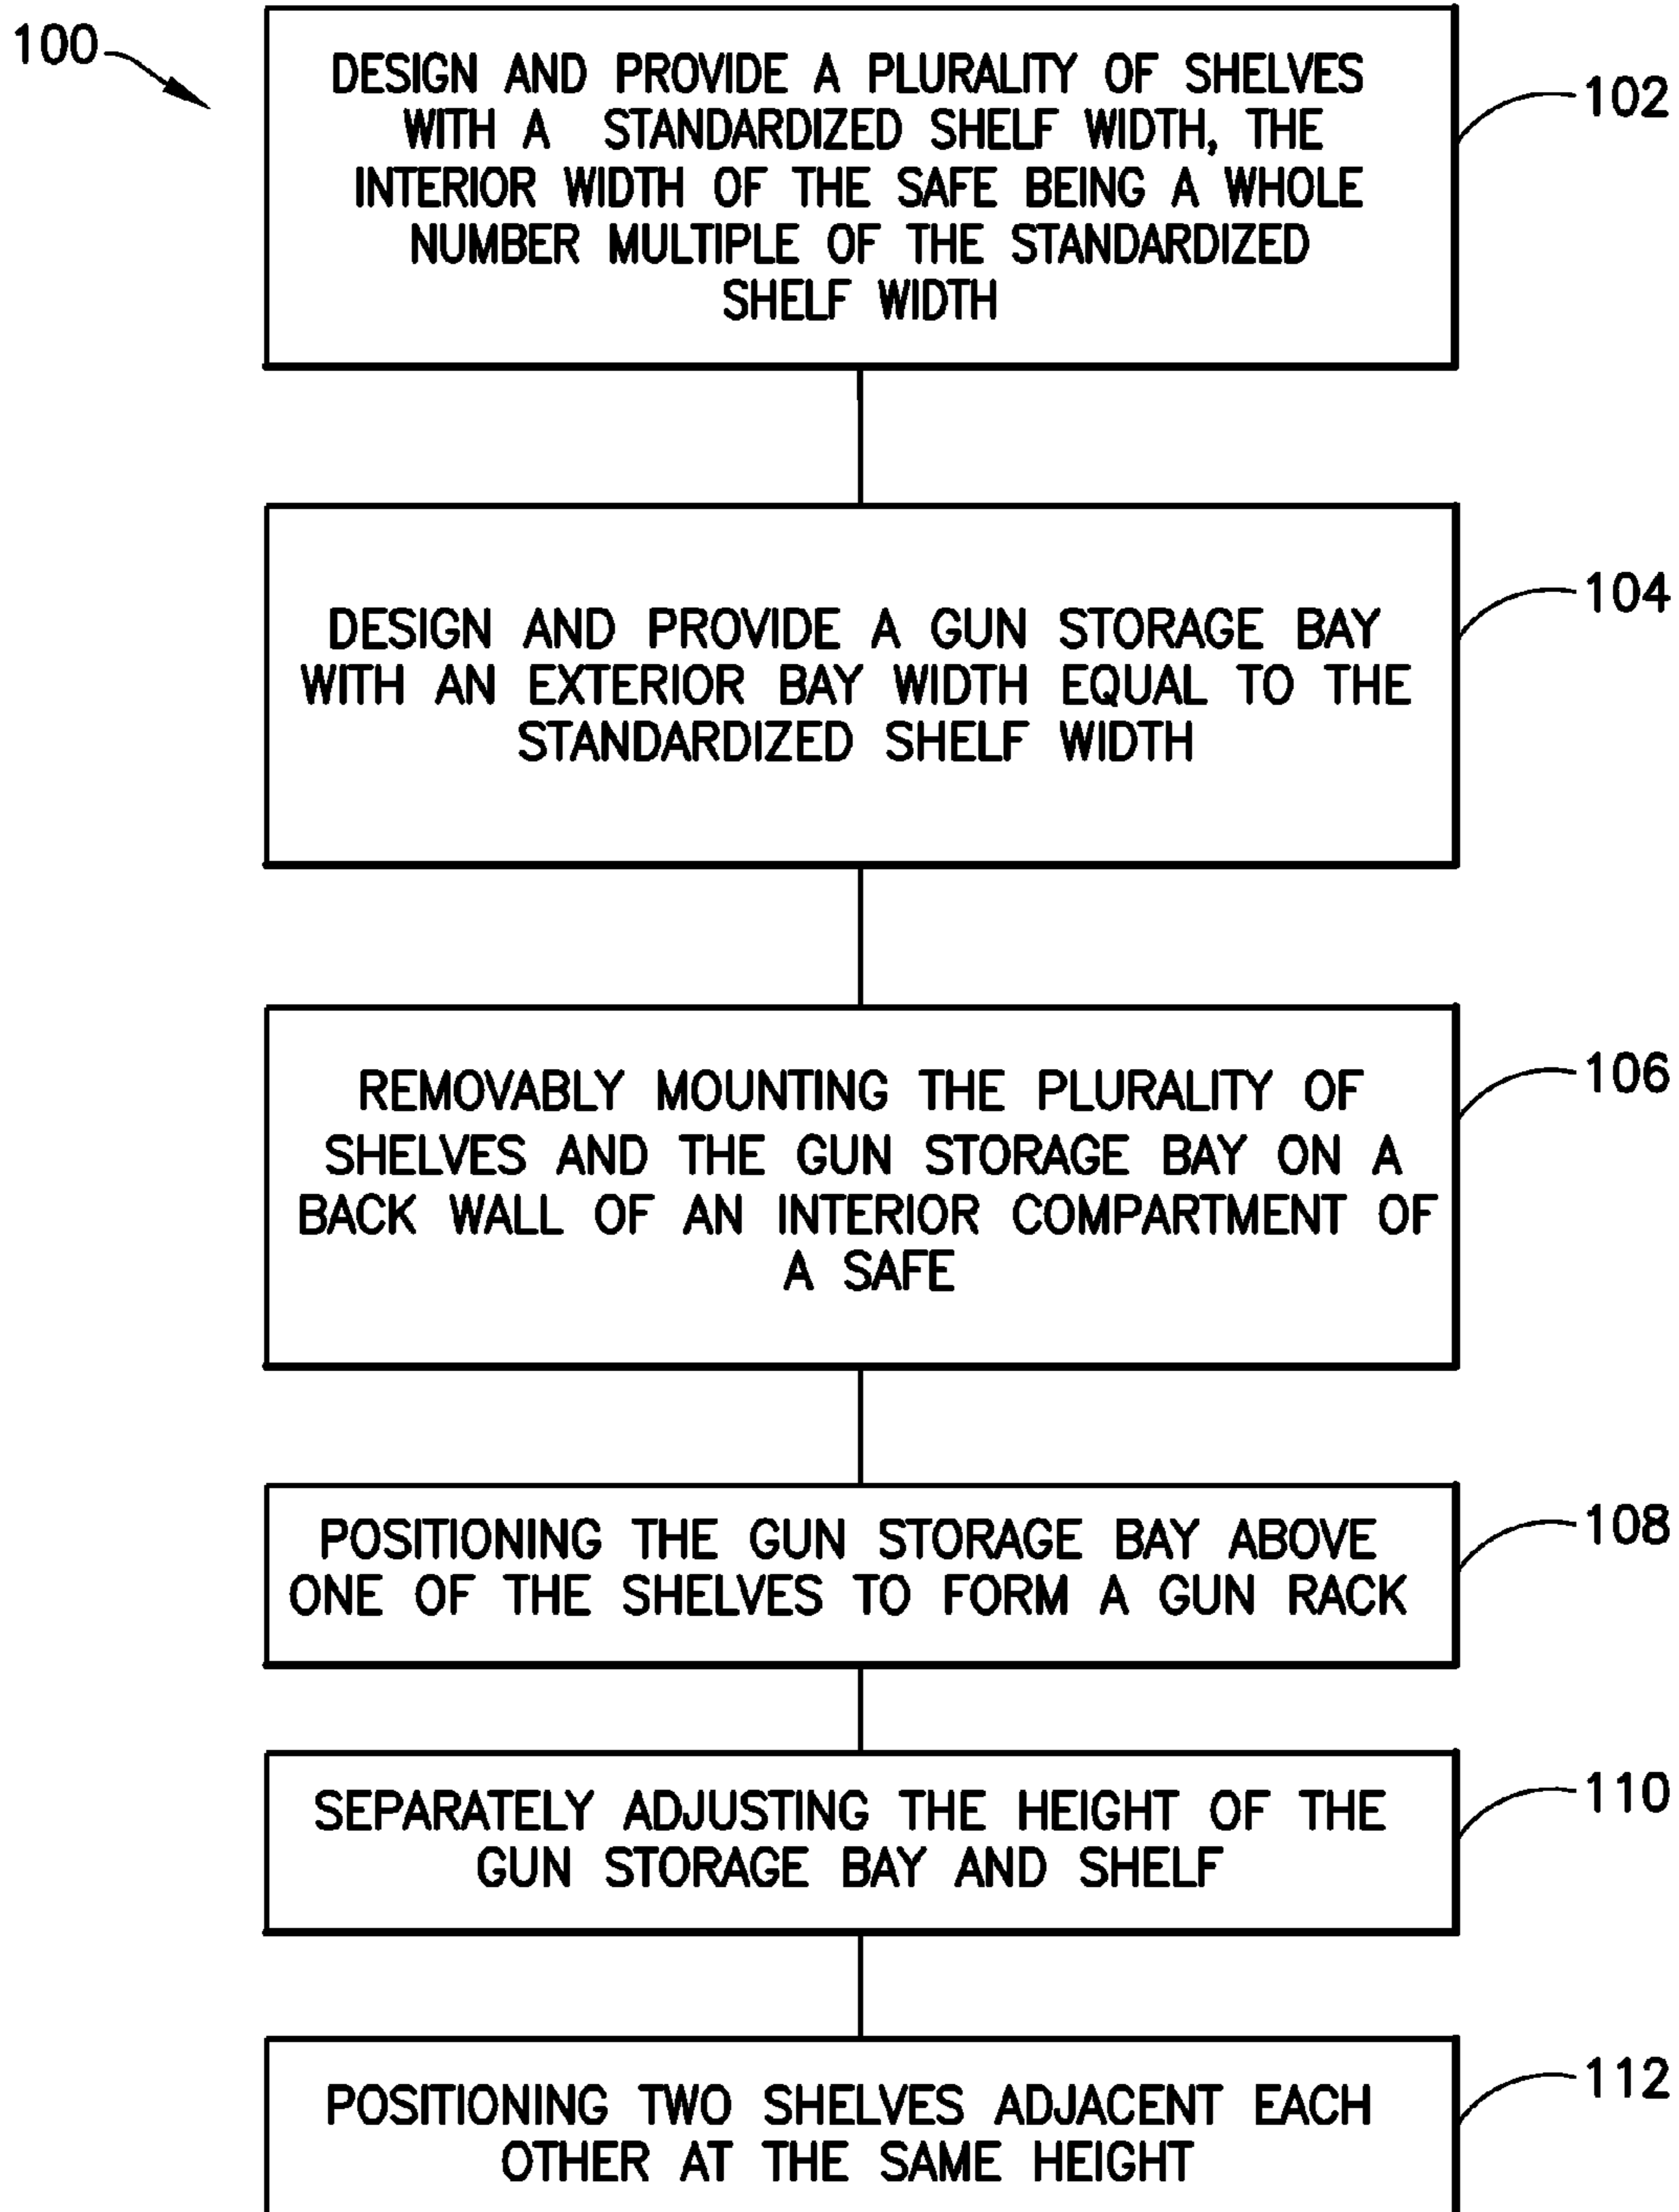 100
DESIGN AND PROVIDE A PLURALITY OF SHELVES
WITH A STANDARDIZED SHELF WIDTH, THE
INTERIOR WIDTH OF THE SAFE BEING A WHOLE
NUMBER MULTIPLE OF THE STANDARDIZED
SHELF WIDTH
102
DESIGN AND PROVIDE A GUN STORAGE BAY
WITH AN EXTERIOR BAY WIDTH EQUAL TO THE
STANDARDIZED SHELF WIDTH
104
REMOVABLY MOUNTING THE PLURALITY OF
SHELVES AND THE GUN STORAGE BAY ON A
BACK WALL OF AN INTERIOR COMPARTMENT OF
A SAFE
106
POSITIONING THE GUN STORAGE BAY ABOVE
ONE OF THE SHELVES TO FORM A GUN RACK
108
SEPARATELY ADJUSTING THE HEIGHT OF THE
GUN STORAGE BAY AND SHELF
110
POSITIONING TWO SHELVES ADJACENT EACH
OTHER AT THE SAME HEIGHT
112